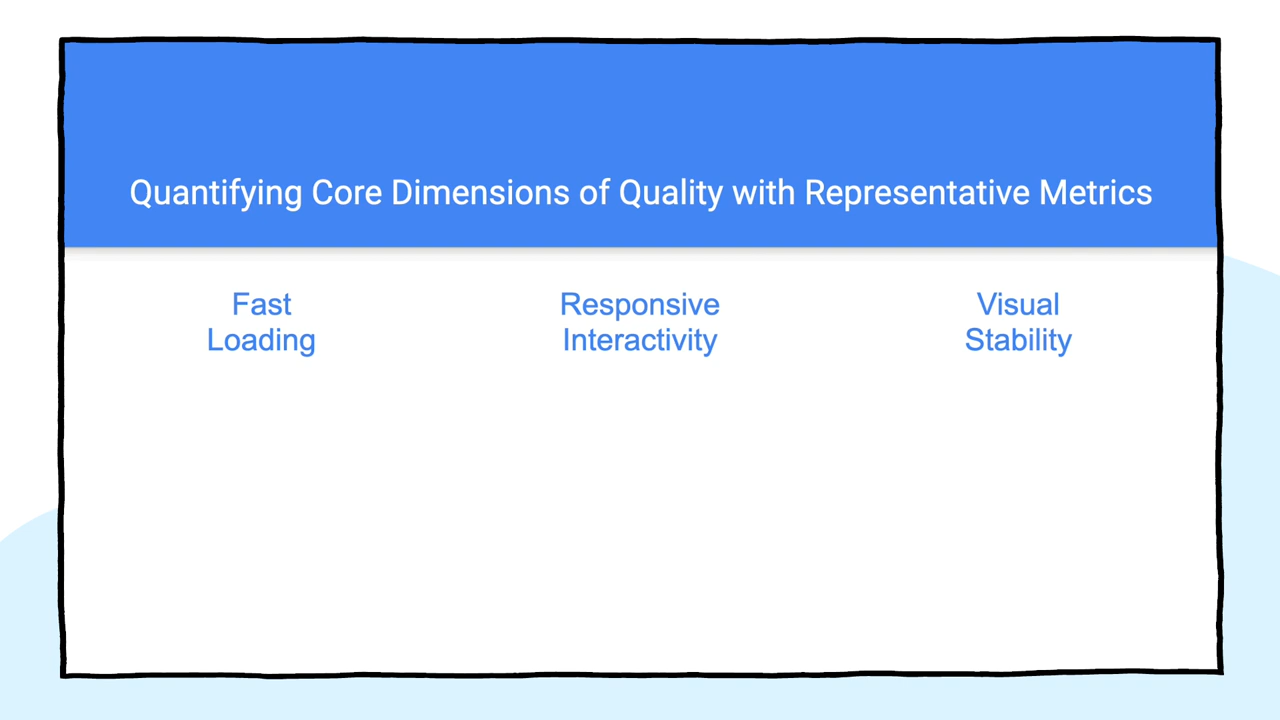 Quantifying Core Dimensions of Quality with Representative Metrics
Fast
Loading
Responsive
Interactivity
Visual
Stability